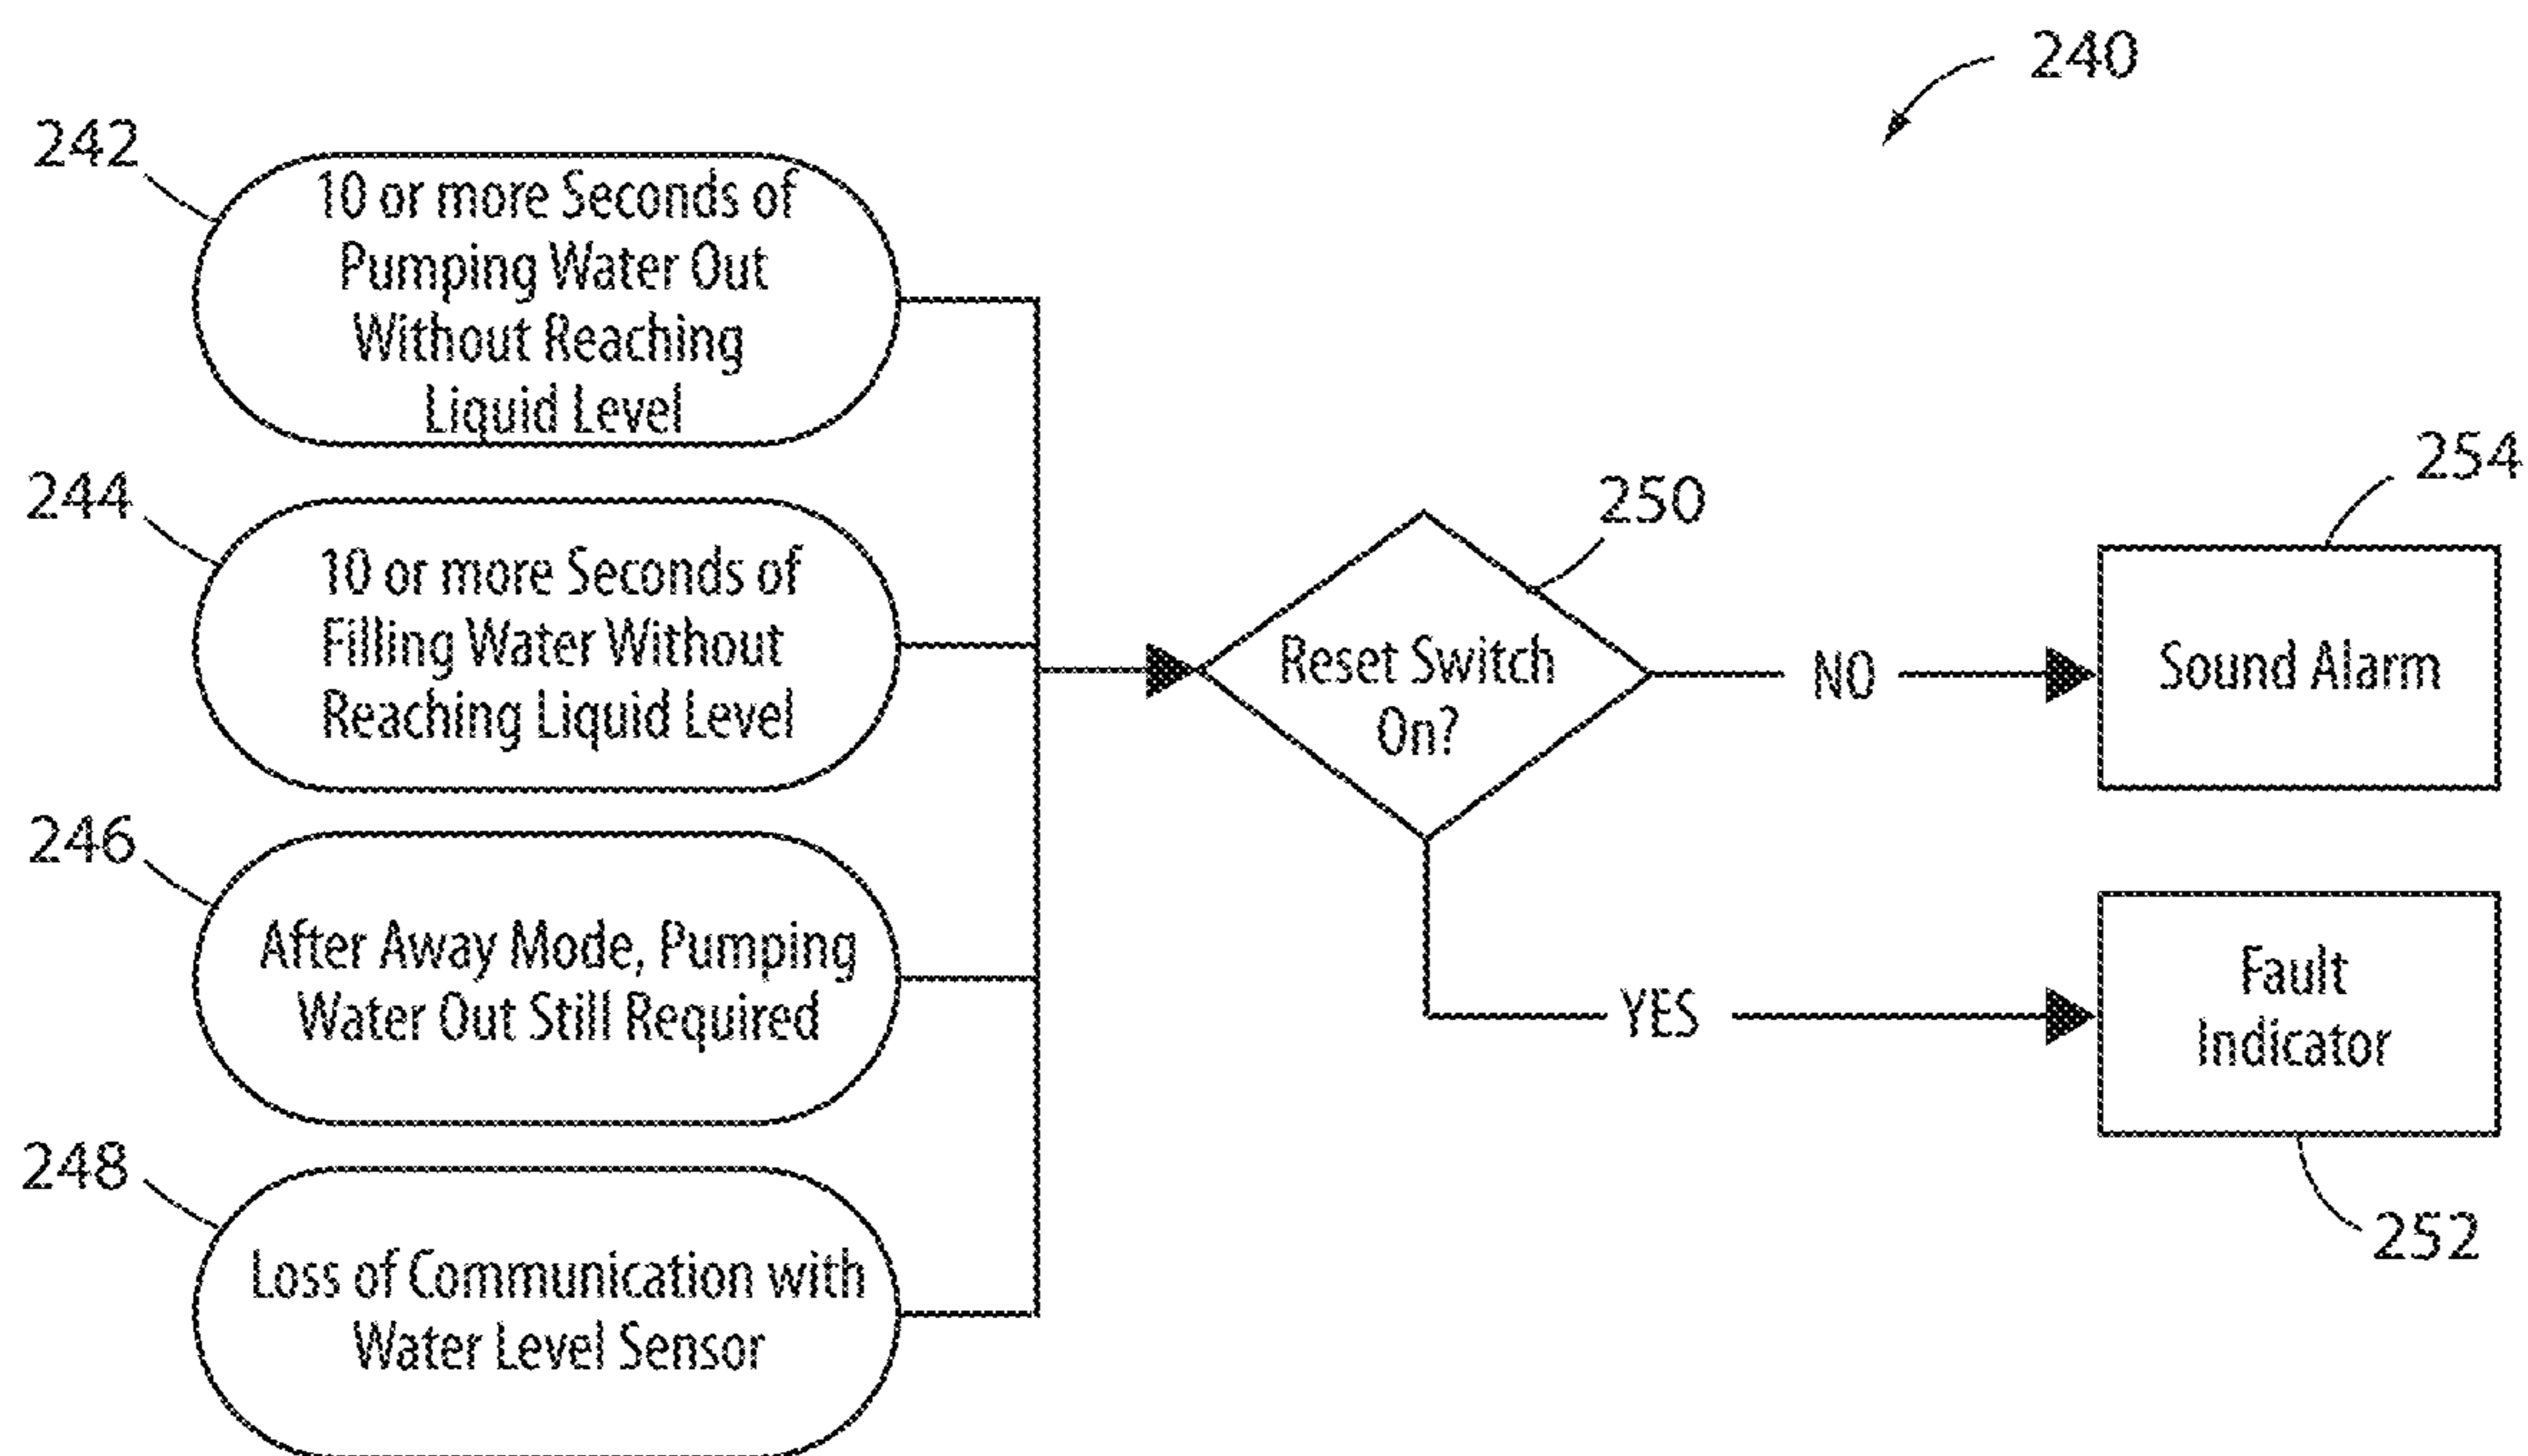 240
242
10 or more Seconds of
Pumping Water Out
Without Reaching
Liquid Level
244
10 or more Seconds of
Filling Water Without
Reaching Liquid Level
246
After Away Mode, Pumping
Water Out Still Required
248
Loss of Communication with
Water Level Sensor
250
Reset Switch
On?
NO
YES
254
Sound Alarm
Fault
Indicator
252